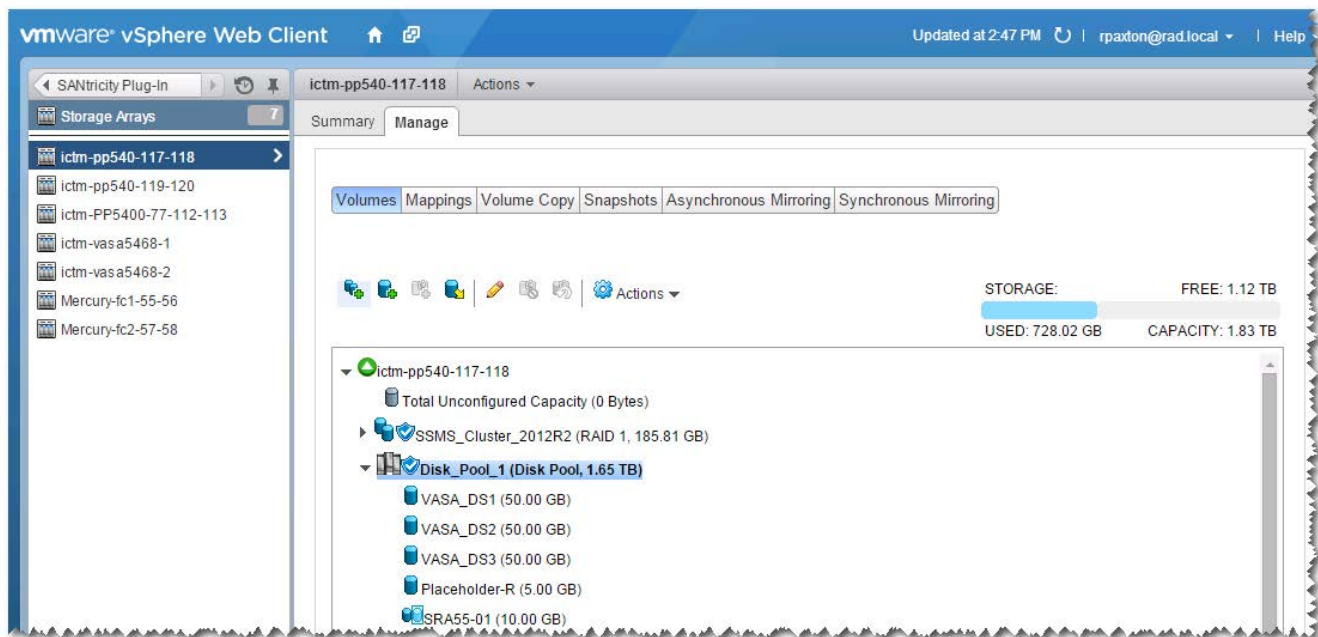 vmware® vSphere Web Client
Updated at 2:47 PM | rpaxton@rad.local | Help
SANtricity Plug-In
Storage Arrays 7
ictm-pp540-117-118
ictm-pp540-119-120
ictm-PP5400-77-112-113
ictm-vasa5468-1
ictm-vasa5468-2
Mercury-fc1-55-56
Mercury-fc2-57-58
ictm-pp540-117-118 Actions
Summary Manage
Volumes Mappings Volume Copy Snapshots Asynchronous Mirroring Synchronous Mirroring
Actions
STORAGE: FREE: 1.12 TB
USED: 728.02 GB CAPACITY: 1.83 TB
ictm-pp540-117-118
Total Unconfigured Capacity (0 Bytes)
SSMS_Cluster_2012R2 (RAID 1, 185.81 GB)
Disk_Pool_1 (Disk Pool, 1.65 TB)
VASA_DS1 (50.00 GB)
VASA_DS2 (50.00 GB)
VASA_DS3 (50.00 GB)
Placeholder-R (5.00 GB)
SRA55-01 (10.00 GB)